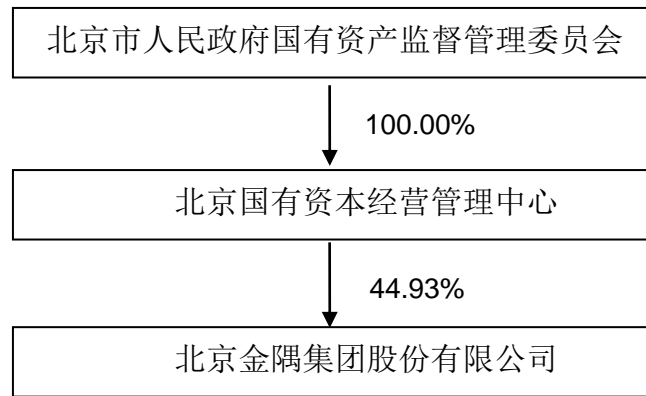 北京市人民政府国有资产监督管理委员会
100.00%
北京国有资本经营管理中心
44.93%
北京金隅集团股份有限公司